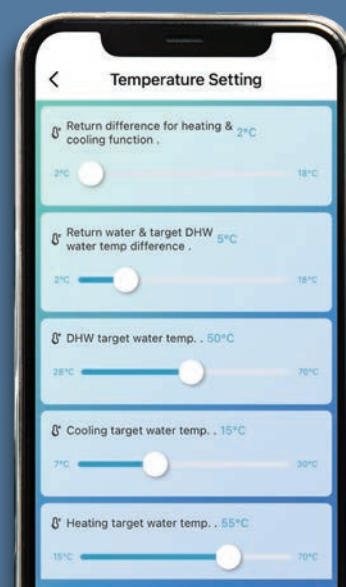 Temperature Setting
Return difference for heating & 2°C
cooling function .
2°C 18°C
Return water & target DHW 5°C
water temp difference .
2°C 18°C
DHW target water temp. . 50°C
28°C 70°C
Cooling target water temp. . 15°C
7°C 30°C
Heating target water temp. . 55°C
15°C 70°C